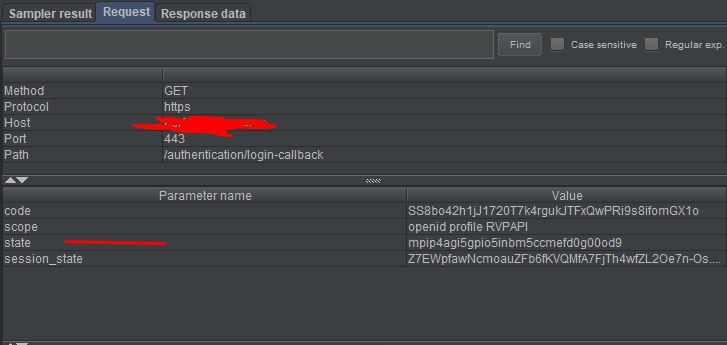 Sampler result Request Response data
Find Case sensitive Regular exp.
Method GET
Protocol https
Host
Port 443
Path /authentication/login-callback
Parameter name Value
code SS8bo42h1jJ1720T7k4rgukJTFxQwPRi9s8ifomGX1o
scope openid profile RVPAPI
state mpip4agi5gpio5inbm5ccmefd0g00od9
session_state Z7EWpfawNcmoauZFb6fKVQMfA7FjTh4wfZL2Oe7n-Os....